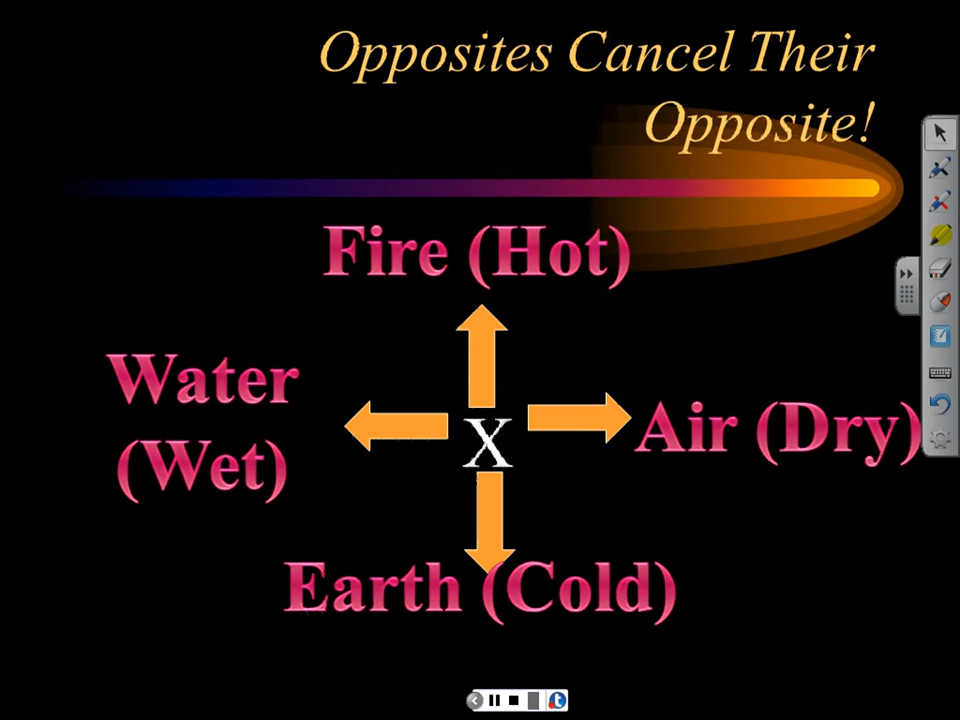 Opposites Cancel Their
Opposite!
Fire (Hot)
Water
(Wet)
X
Air (Dry)
Earth (Cold)